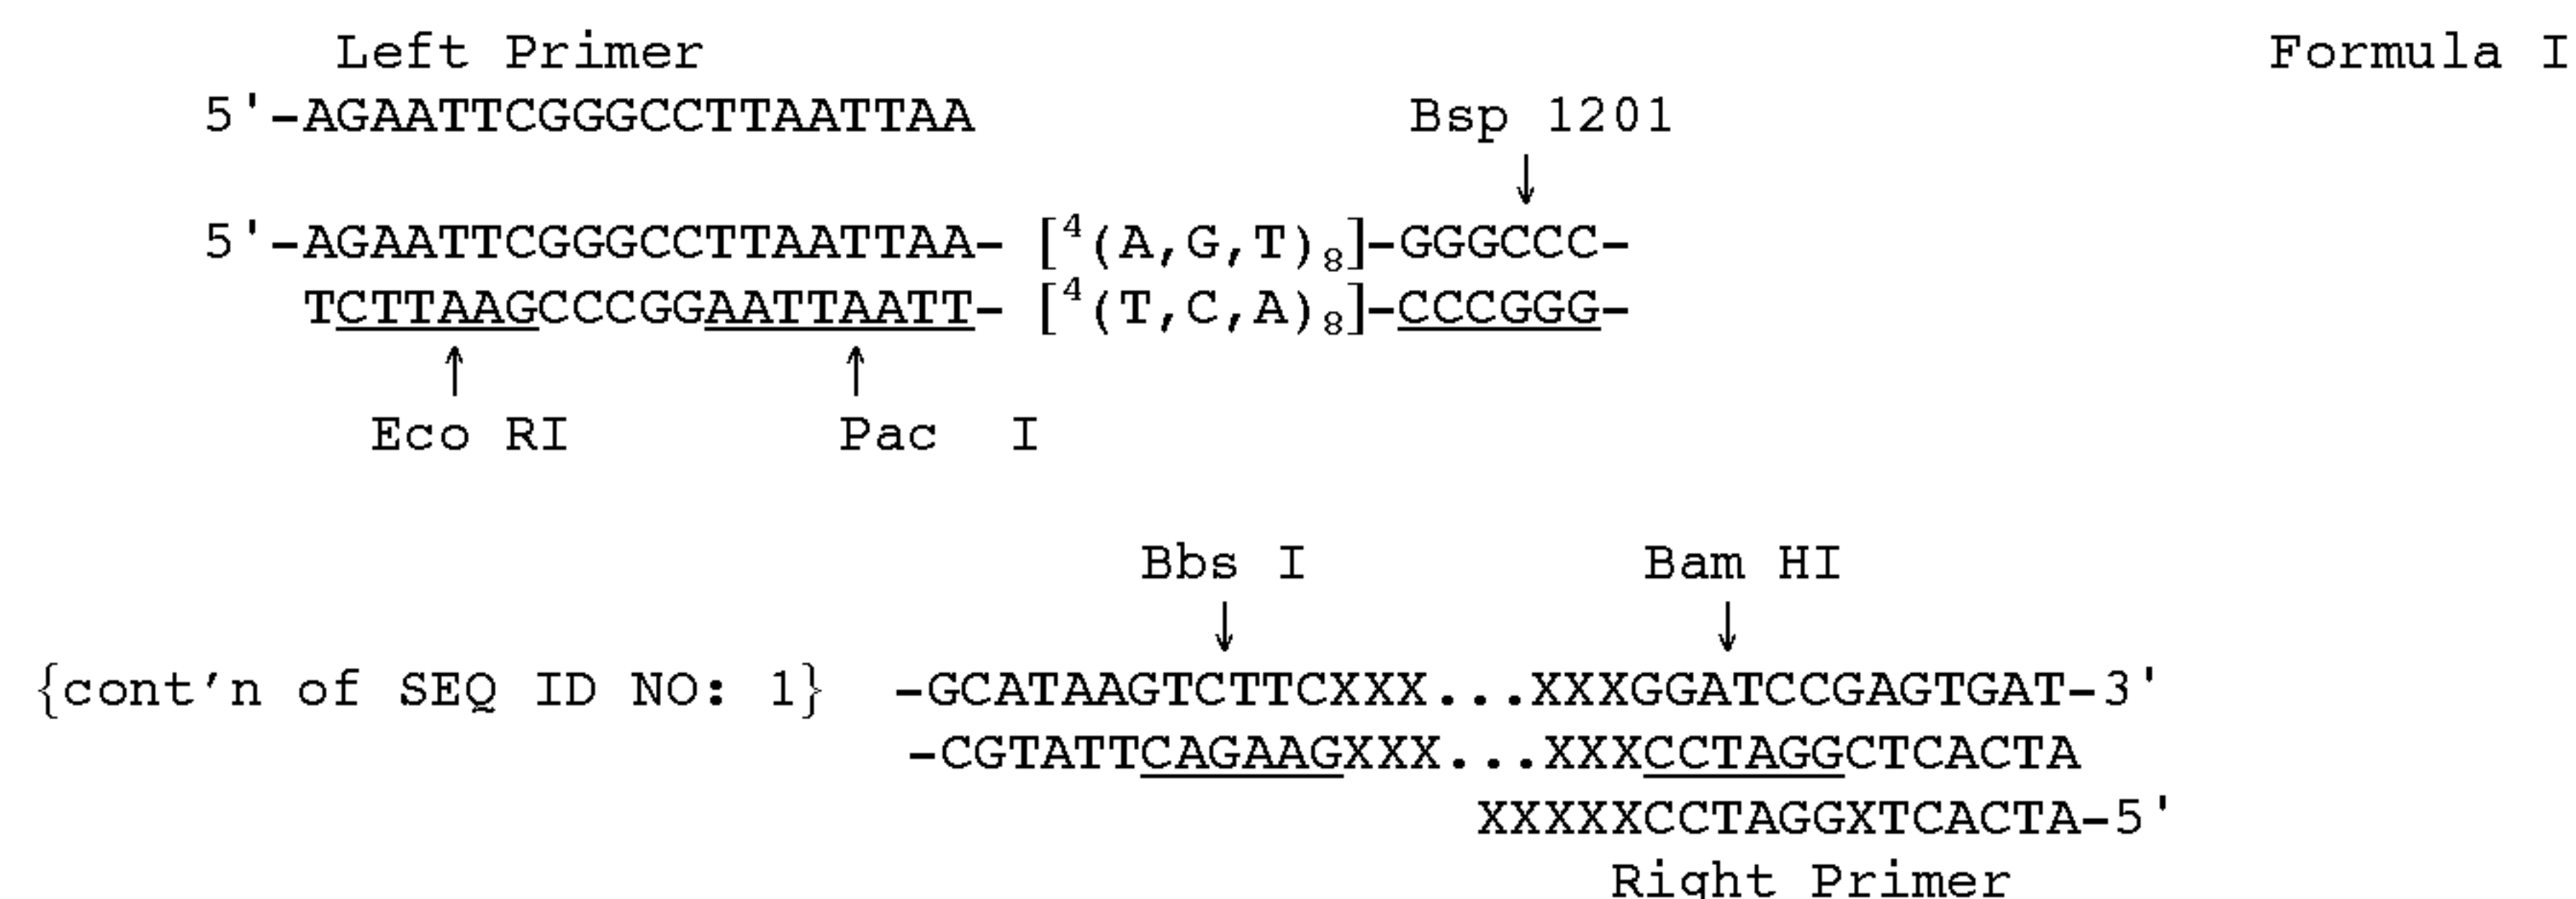 Left Primer Formula I
5'-AGAATTCGGGCCTTAATTAA Bsp 1201
↓
5'-AGAATTCGGGCCTTAATTAA- [⁴(A,G,T)₈]-GGGCCC-
TCTTAAGCCCGGAATTAATT- [⁴(T,C,A)₈]-CCCGGG-
↑ ↑
Eco RI Pac I
Bbs I Bam HI
↓ ↓
{cont'n of SEQ ID NO: 1} -GCATAAGTCTTCXXX...XXXGGATCCGAGTGAT-3'
-CGTATTCAGAAGXXX...XXXCCTAGGCTCACTA
XXXXXCCTAGGXTCACTA-5'
Right Primer